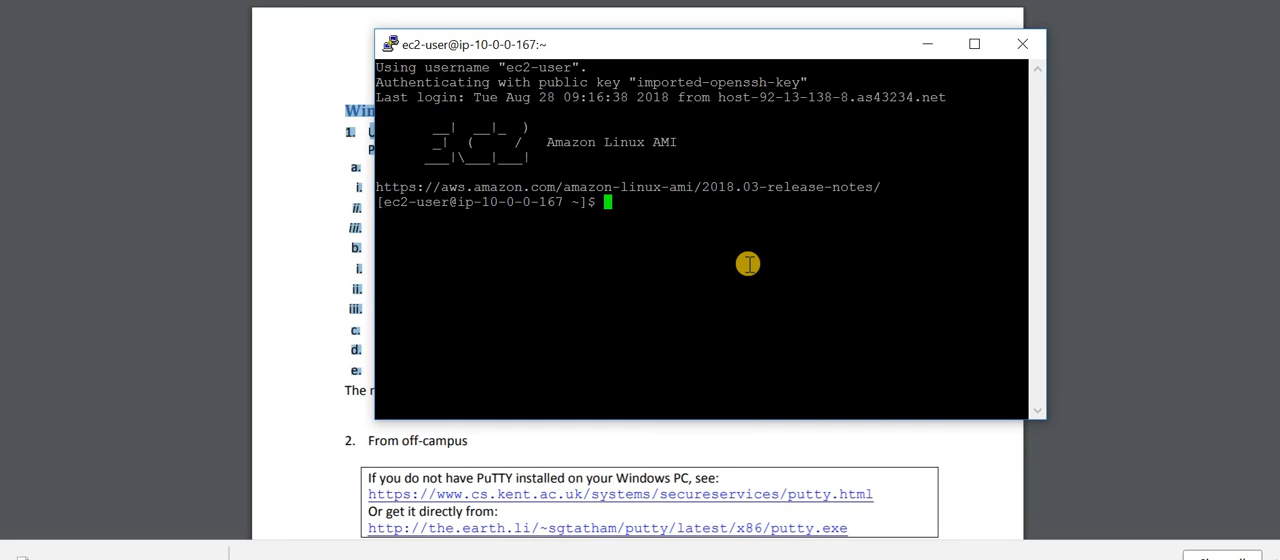 ec2-user@ip-10-0-0-167:~
Using username "ec2-user".
Authenticating with public key "imported-openssh-key"
Last login: Tue Aug 28 09:16:38 2018 from host-92-13-138-8.as43234.net
__|  __|_  )
_|  (     /   Amazon Linux AMI
___|\___|___|
https://aws.amazon.com/amazon-linux-ami/2018.03-release-notes/
[ec2-user@ip-10-0-0-167 ~]$
1.
a.
i.
ii.
iii.
b.
i.
ii.
iii.
c.
d.
e.
The
2. From off-campus
If you do not have PuTTY installed on your Windows PC, see:
https://www.cs.kent.ac.uk/systems/secureservices/putty.html
Or get it directly from:
http://the.earth.li/~sgtatham/putty/latest/x86/putty.exe